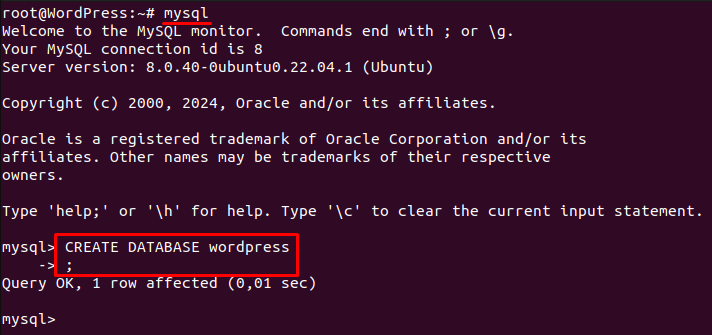 root@WordPress:~# mysql
Welcome to the MySQL monitor.  Commands end with ; or \g.
Your MySQL connection id is 8
Server version: 8.0.40-0ubuntu0.22.04.1 (Ubuntu)
Copyright (c) 2000, 2024, Oracle and/or its affiliates.
Oracle is a registered trademark of Oracle Corporation and/or its
affiliates. Other names may be trademarks of their respective
owners.
Type 'help;' or '\h' for help. Type '\c' to clear the current input statement.
mysql> CREATE DATABASE wordpress
    -> ;
Query OK, 1 row affected (0,01 sec)
mysql>